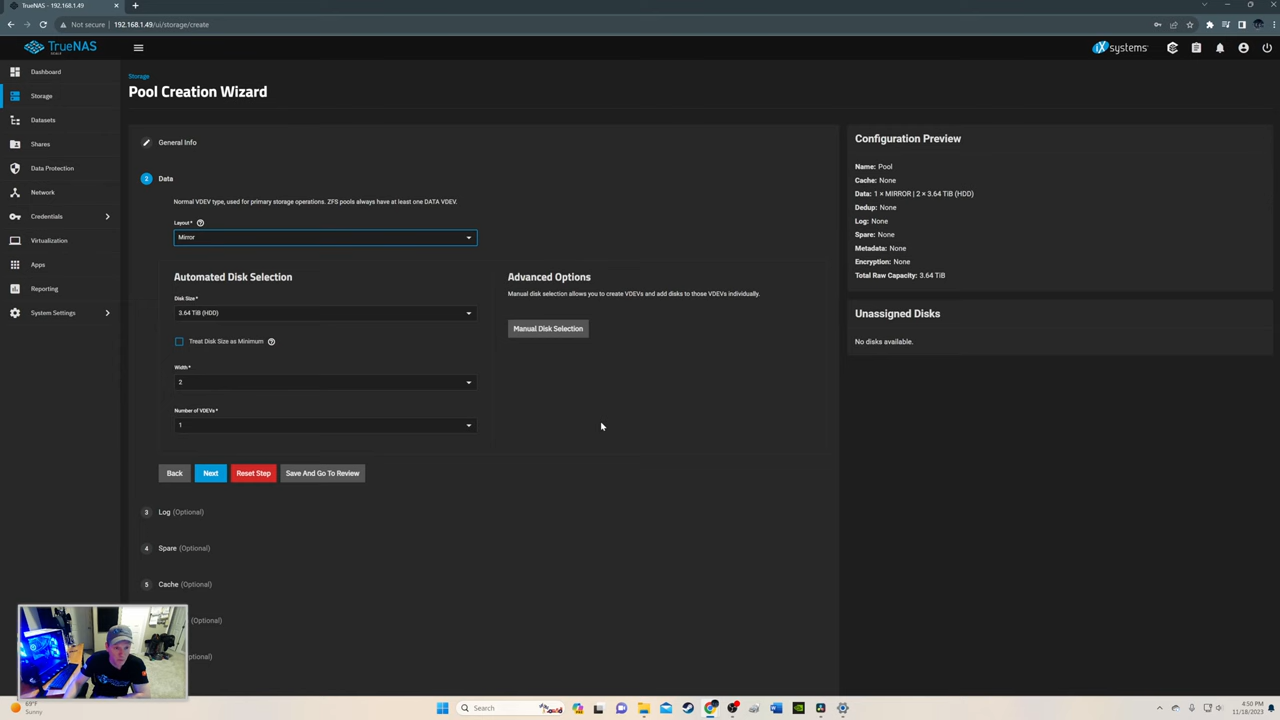 TrueNAS - 192.168.1.49
Not secure 192.168.1.49/ui/storage/create
TrueNAS
iXsystems
Dashboard
Storage
Datasets
Shares
Data Protection
Network
Credentials
Virtualization
Apps
Reporting
System Settings
Storage
Pool Creation Wizard
General Info
2 Data
Normal VDEV type, used for primary storage operations. ZFS pools always have at least one DATA VDEV.
Layout*
Mirror
Automated Disk Selection
Disk Size*
3.64 TiB (HDD)
Treat Disk Size as Minimum
Width*
2
Number of VDEVs*
1
Advanced Options
Manual disk selection allows you to create VDEVs and add disks to those VDEVs individually.
Manual Disk Selection
Back Next Reset Step Save And Go To Review
3 Log (Optional)
4 Spare (Optional)
5 Cache (Optional)
(Optional)
ptional)
Configuration Preview
Name: Pool
Cache: None
Data: 1 × MIRROR | 2 × 3.64 TiB (HDD)
Dedup: None
Log: None
Spare: None
Metadata: None
Encryption: None
Total Raw Capacity: 3.64 TiB
Unassigned Disks
No disks available.
69°F
Sunny
Search
4:50 PM
11/18/2023